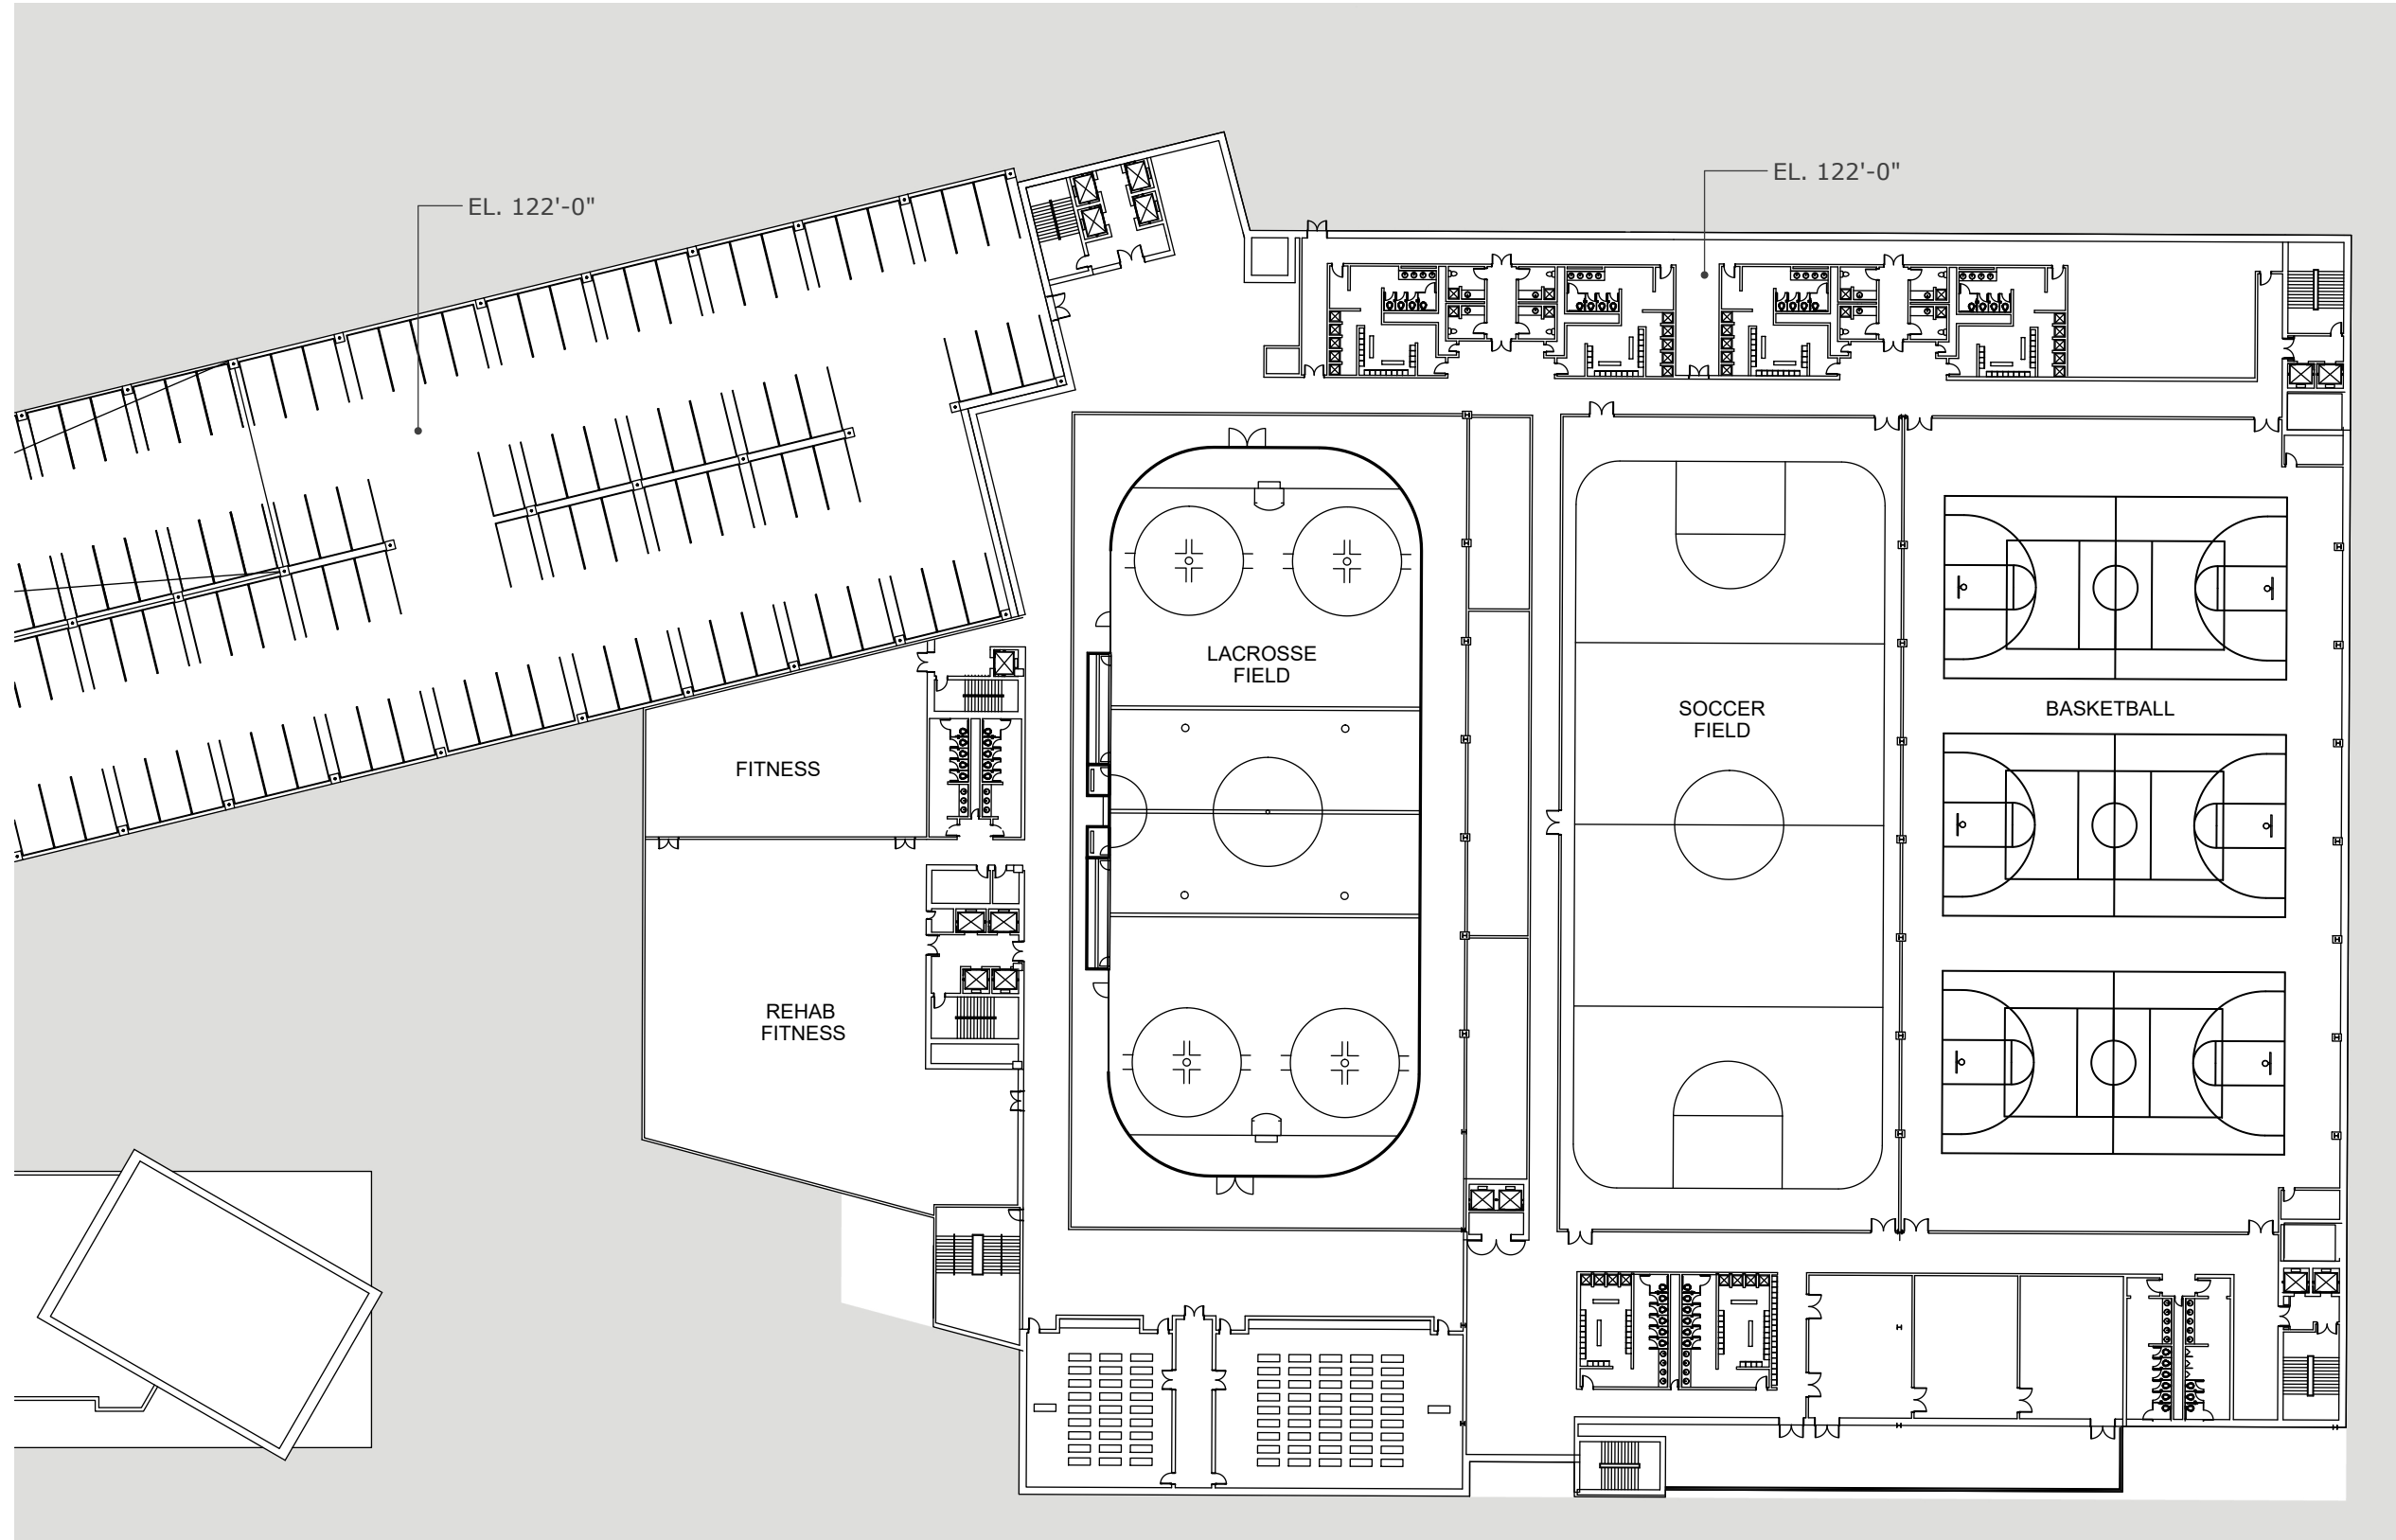 EL. 122'-0"
EL. 122'-0"
LACROSSE
FIELD
SOCCER
FIELD
BASKETBALL
FITNESS
REHAB
FITNESS